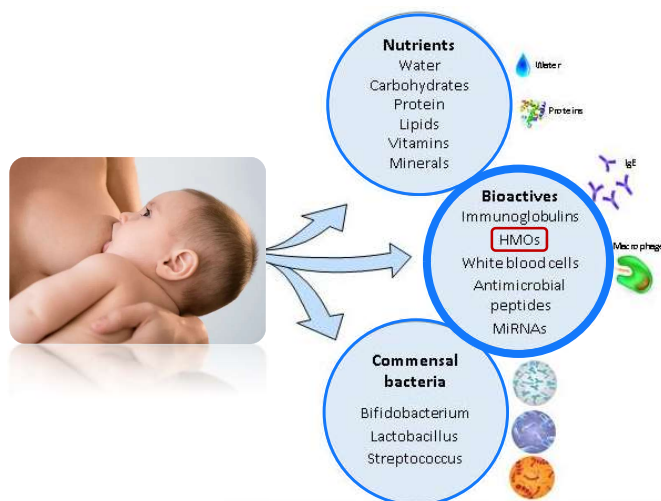 Nutrients
Water
Carbohydrates
Protein
Lipids
Vitamins
Minerals
Water
Proteins
Bioactives
Immunoglobulins
HMOs
White blood cells
Antimicrobial
peptides
MiRNAs
IgE
Macrophage
Commensal
bacteria
Bifidobacterium
Lactobacillus
Streptococcus